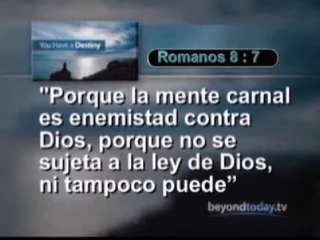 You Have a Destiny
Romanos 8 : 7
"Porque la mente carnal
es enemistad contra
Dios, porque no se
sujeta a la ley de Dios,
ni tampoco puede”
beyondtoday.tv